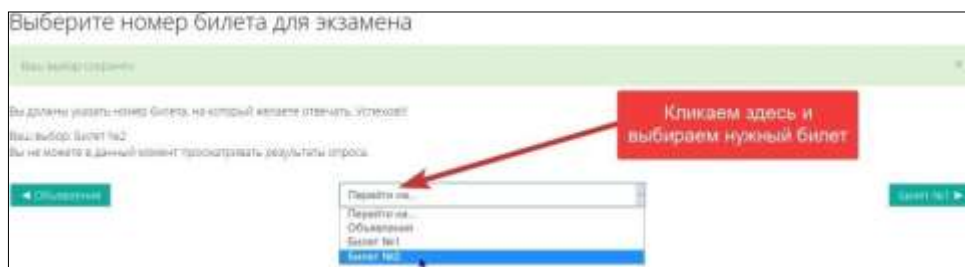 Выберите номер билета для экзамена
Ваш выбор сохранен
Вы должны указать номер билета, на который желаете отвечать. Успехов!!
Ваш выбор: Билет №2
Вы не можете в данный момент просматривать результаты опроса.
Кликаем здесь и
выбираем нужный билет
◀ Объявления
Перейти на...
Билет №1 ▶
Перейти на...
Объявления
Билет №1
Билет №2